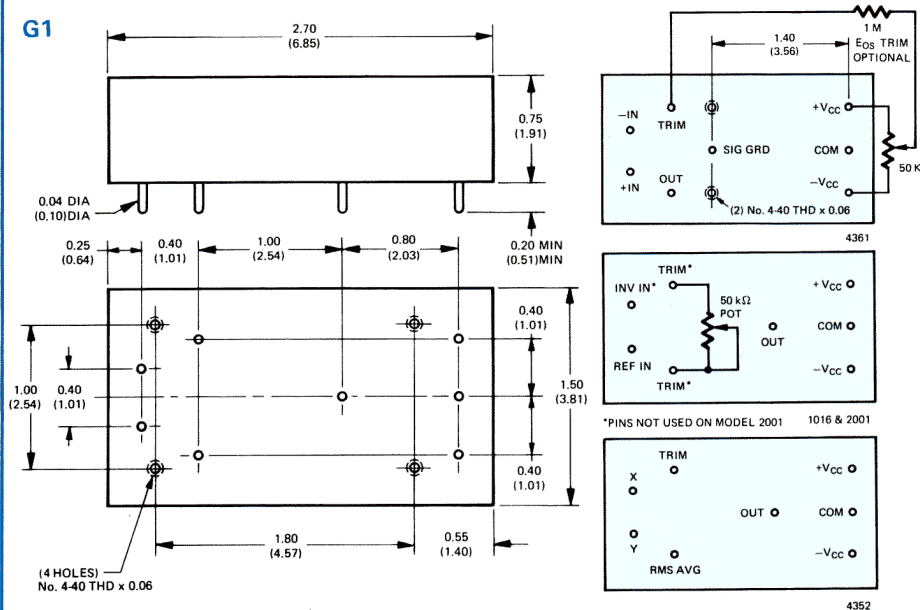 G1
2.70
(6.85)
0.75
(1.91)
0.04 DIA
(0.10)DIA
0.25
(0.64)
0.40
(1.01)
1.00
(2.54)
0.80
(2.03)
0.20 MIN
(0.51)MIN
0.40
(1.01)
1.00
(2.54)
0.40
(1.01)
1.50
(3.81)
0.40
(1.01)
1.80
(4.57)
0.55
(1.40)
(4 HOLES)
No. 4-40 THD x 0.06
1 M
EOS TRIM
OPTIONAL
1.40
(3.56)
−IN
TRIM
+VCC
SIG GRD
COM
50 K
+IN
OUT
−VCC
(2) No. 4-40 THD x 0.06
4361
TRIM*
INV IN*
50 kΩ
POT
+VCC
OUT
COM
REF IN
TRIM*
−VCC
*PINS NOT USED ON MODEL 2001
1016 & 2001
TRIM
X
+VCC
OUT
COM
Y
RMS AVG
−VCC
4352